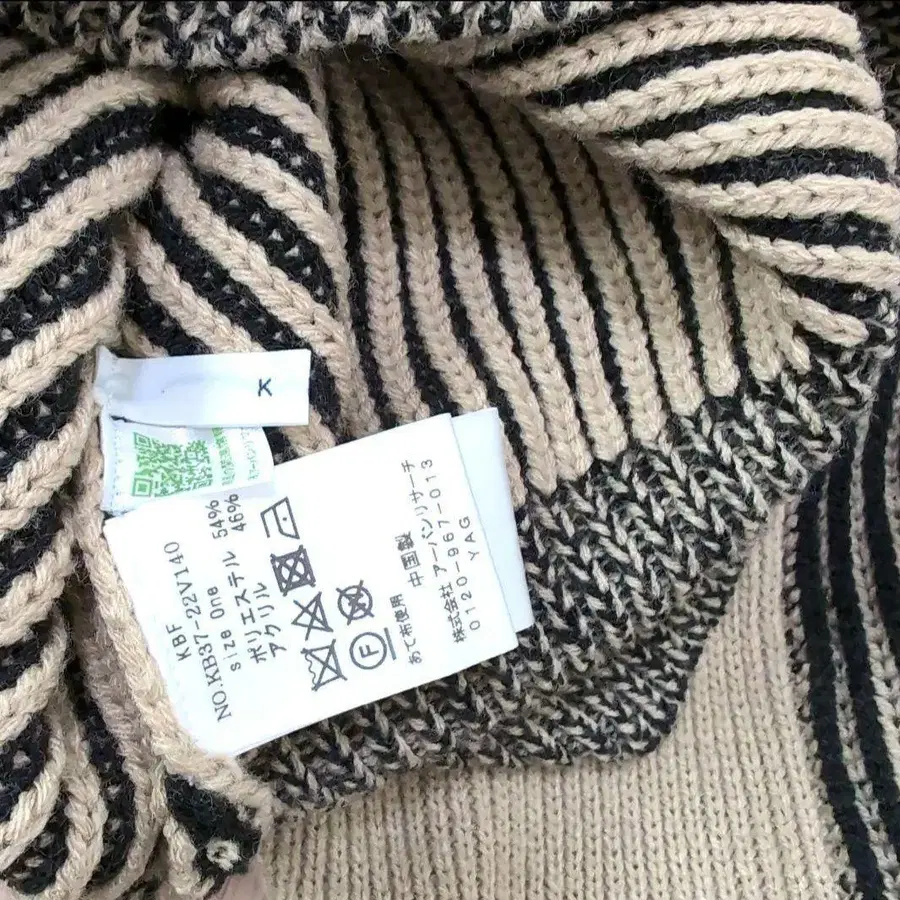 K
KBF
NO.KB37-22V140
size One
ポリエステル 54%
アクリル 46%
F
あて布使用
中国製
株式会社 アーバンリサーチ
0120-967-013
YAG